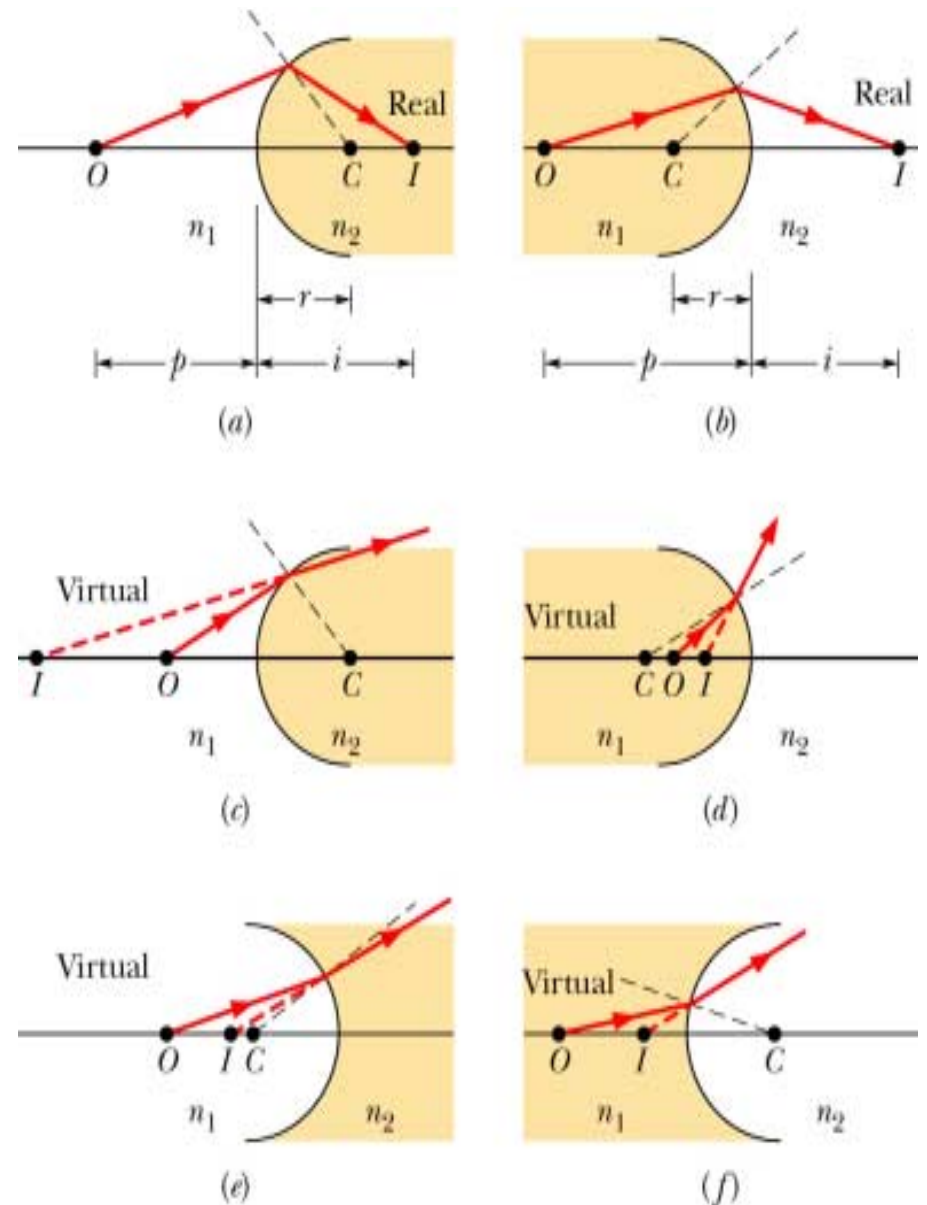 Real
Real
O C I
O C I
n1 n2
n1 n2
r
r
p i
p i
(a)
(b)
Virtual
Virtual
I O C
C O I
n1 n2
n1 n2
(c)
(d)
Virtual
Virtual
O I C
O I C
n1 n2
n1 n2
(e)
(f)